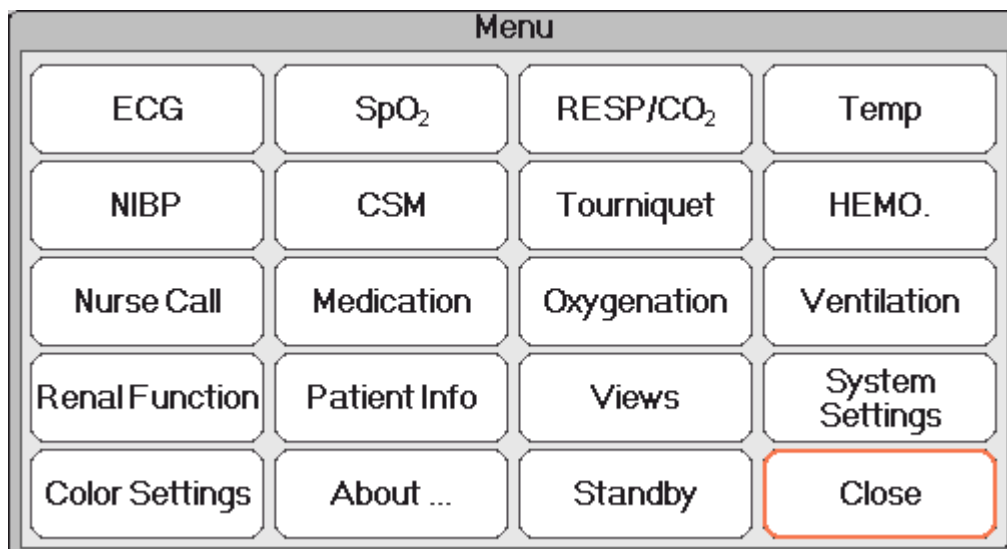 Menu
ECG
SpO₂
RESP/CO₂
Temp
NIBP
CSM
Tourniquet
HEMO.
Nurse Call
Medication
Oxygenation
Ventilation
Renal Function
Patient Info
Views
System
Settings
Color Settings
About ...
Standby
Close